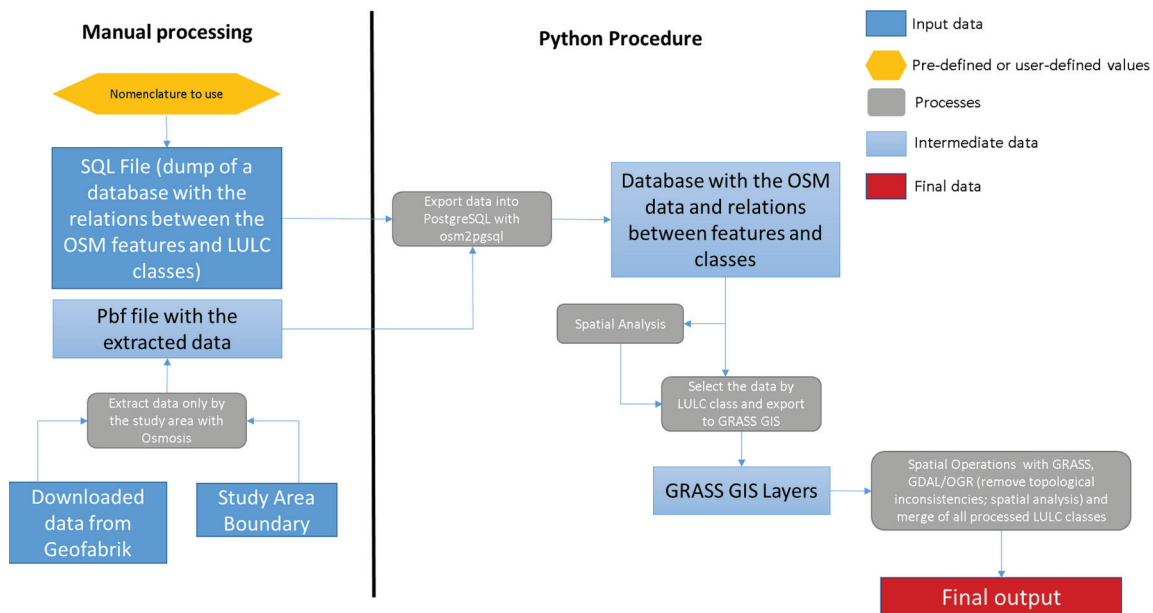 Manual processing
Nomenclature to use
SQL File (dump of a
database with the
relations between the
OSM features and LULC
classes)
Pbf file with the
extracted data
Extract data only by
the study area with
Osmosis
Downloaded
data from
Geofabrik
Study Area
Boundary
Python Procedure
Export data into
PostgreSQL with
osm2pgsql
Database with the OSM
data and relations
between features and
classes
Spatial Analysis
Select the data by
LULC class and export
to GRASS GIS
GRASS GIS Layers
Spatial Operations with GRASS,
GDAL/OGR (remove topological
inconsistencies; spatial analysis) and
merge of all processed LULC classes
Final output
Input data
Pre-defined or user-defined values
Processes
Intermediate data
Final data